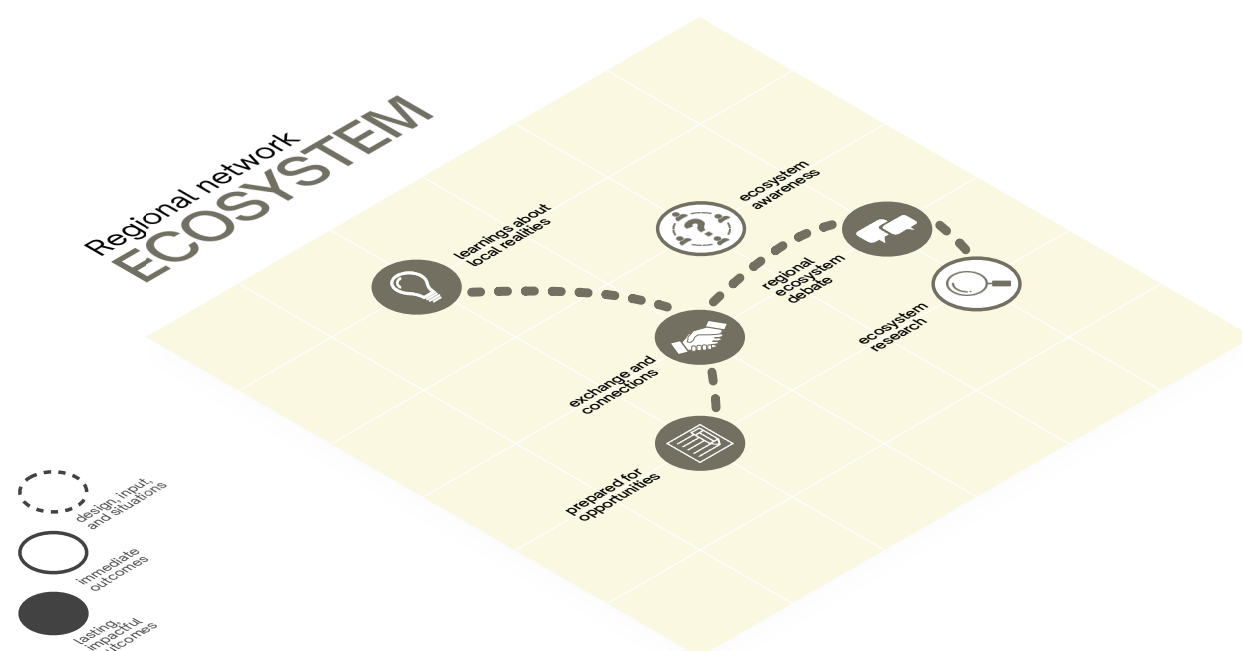 Regional network
ECOSYSTEM
ecosystem
awareness
learnings about
local realities
regional
ecosystem
debate
ecosystem
research
exchange and
connections
prepared for
opportunities
design, input,
and situations
immediate
outcomes
lasting,
impactful
utcomes